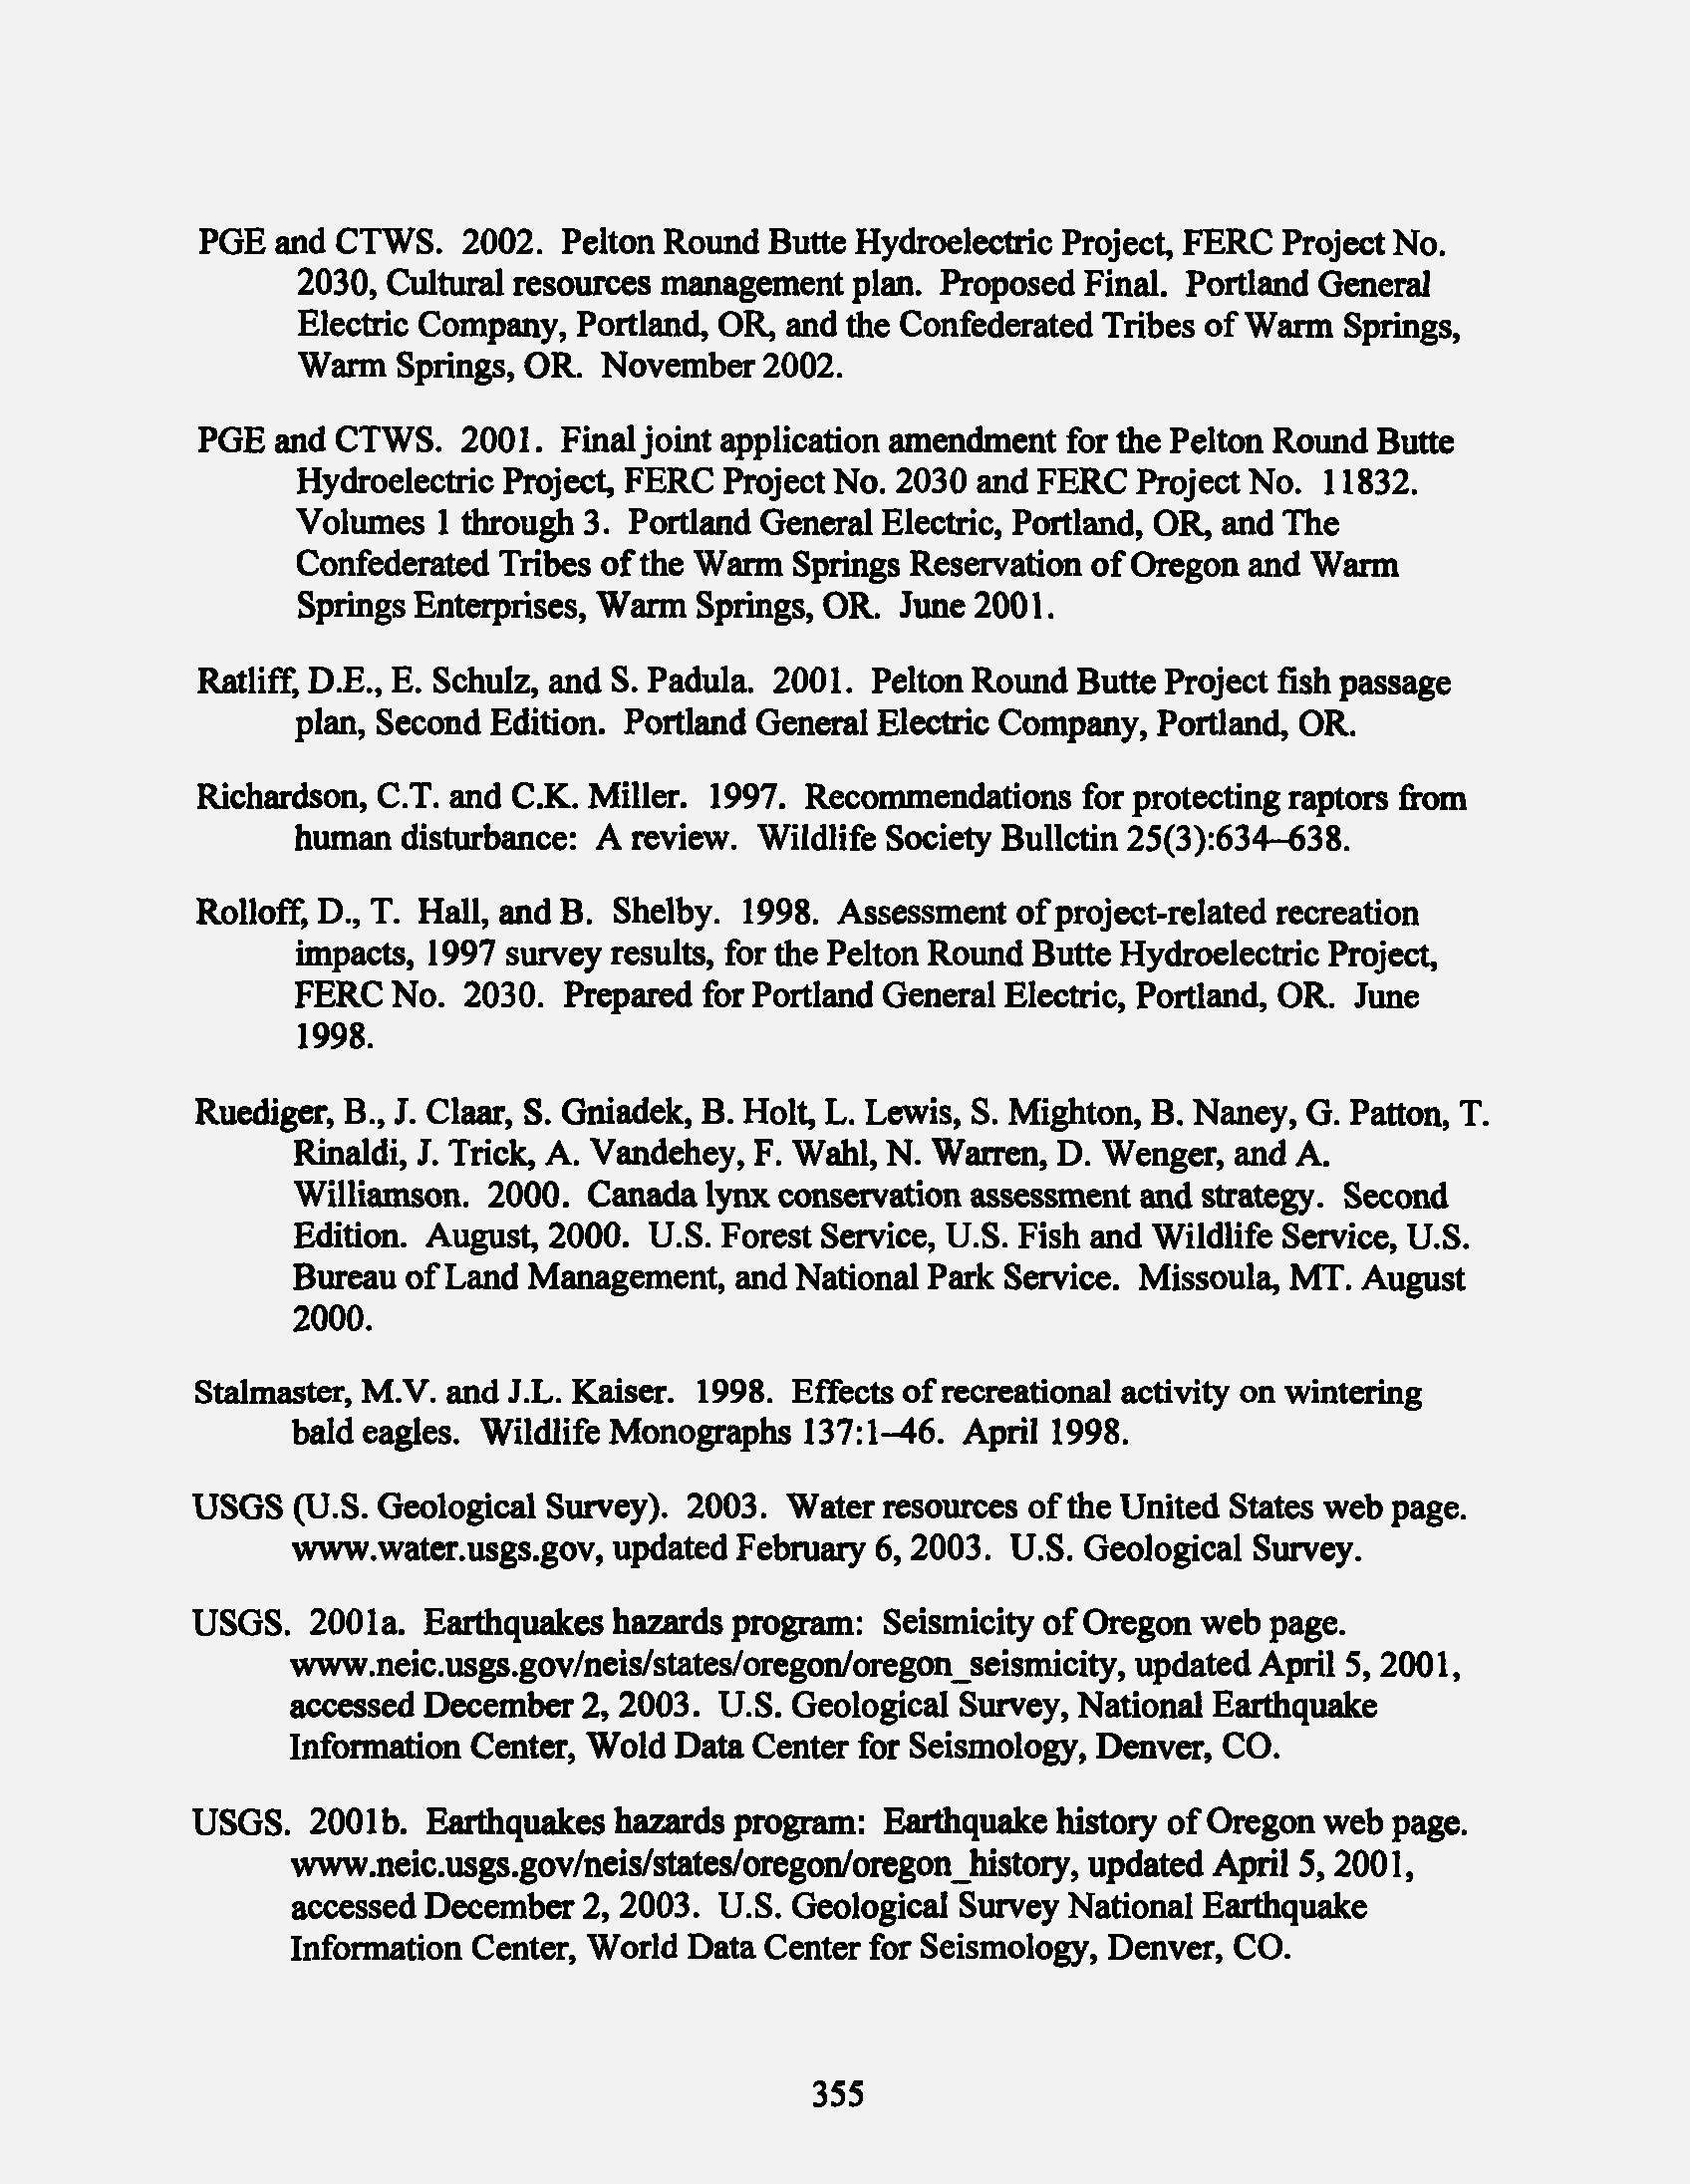 PGE and CTWS. 2002. Pelton Round Butte Hydroelectric Project, FERC Project No.
2030, Cultural resources management plan. Proposed Final. Portland General
Electric Company, Portland, OR, and the Confederated Tribes of Warm Springs,
Warm Springs, OR. November 2002.
PGE and CTWS. 2001. Final joint application amendment for the Pelton Round Butte
Hydroelectric Project, FERC Project No. 2030 and FERC Project No. 11832.
Volumes 1 through 3. Portland General Electric, Portland, OR, and The
Confederated Tribes of the Warm Springs Reservation of Oregon and Warm
Springs Enterprises, Warm Springs, OR. June 2001.
Ratliff, D.E., E. Schulz, and S. Padula. 2001. Pelton Round Butte Project fish passage
plan, Second Edition. Portland General Electric Company, Portland, OR.
Richardson, C.T. and C.K. Miller. 1997. Recommendations for protecting raptors from
human disturbance: A review. Wildlife Society Bullctin 25(3):634–638.
Rolloff, D., T. Hall, and B. Shelby. 1998. Assessment of project-related recreation
impacts, 1997 survey results, for the Pelton Round Butte Hydroelectric Project,
FERC No. 2030. Prepared for Portland General Electric, Portland, OR. June
1998.
Ruediger, B., J. Claar, S. Gniadek, B. Holt, L. Lewis, S. Mighton, B. Naney, G. Patton, T.
Rinaldi, J. Trick, A. Vandehey, F. Wahl, N. Warren, D. Wenger, and A.
Williamson. 2000. Canada lynx conservation assessment and strategy. Second
Edition. August, 2000. U.S. Forest Service, U.S. Fish and Wildlife Service, U.S.
Bureau of Land Management, and National Park Service. Missoula, MT. August
2000.
Stalmaster, M.V. and J.L. Kaiser. 1998. Effects of recreational activity on wintering
bald eagles. Wildlife Monographs 137:1–46. April 1998.
USGS (U.S. Geological Survey). 2003. Water resources of the United States web page.
www.water.usgs.gov, updated February 6, 2003. U.S. Geological Survey.
USGS. 2001a. Earthquakes hazards program: Seismicity of Oregon web page.
www.neic.usgs.gov/neis/states/oregon/oregon_seismicity, updated April 5, 2001,
accessed December 2, 2003. U.S. Geological Survey, National Earthquake
Information Center, Wold Data Center for Seismology, Denver, CO.
USGS. 2001b. Earthquakes hazards program: Earthquake history of Oregon web page.
www.neic.usgs.gov/neis/states/oregon/oregon_history, updated April 5, 2001,
accessed December 2, 2003. U.S. Geological Survey National Earthquake
Information Center, World Data Center for Seismology, Denver, CO.
355